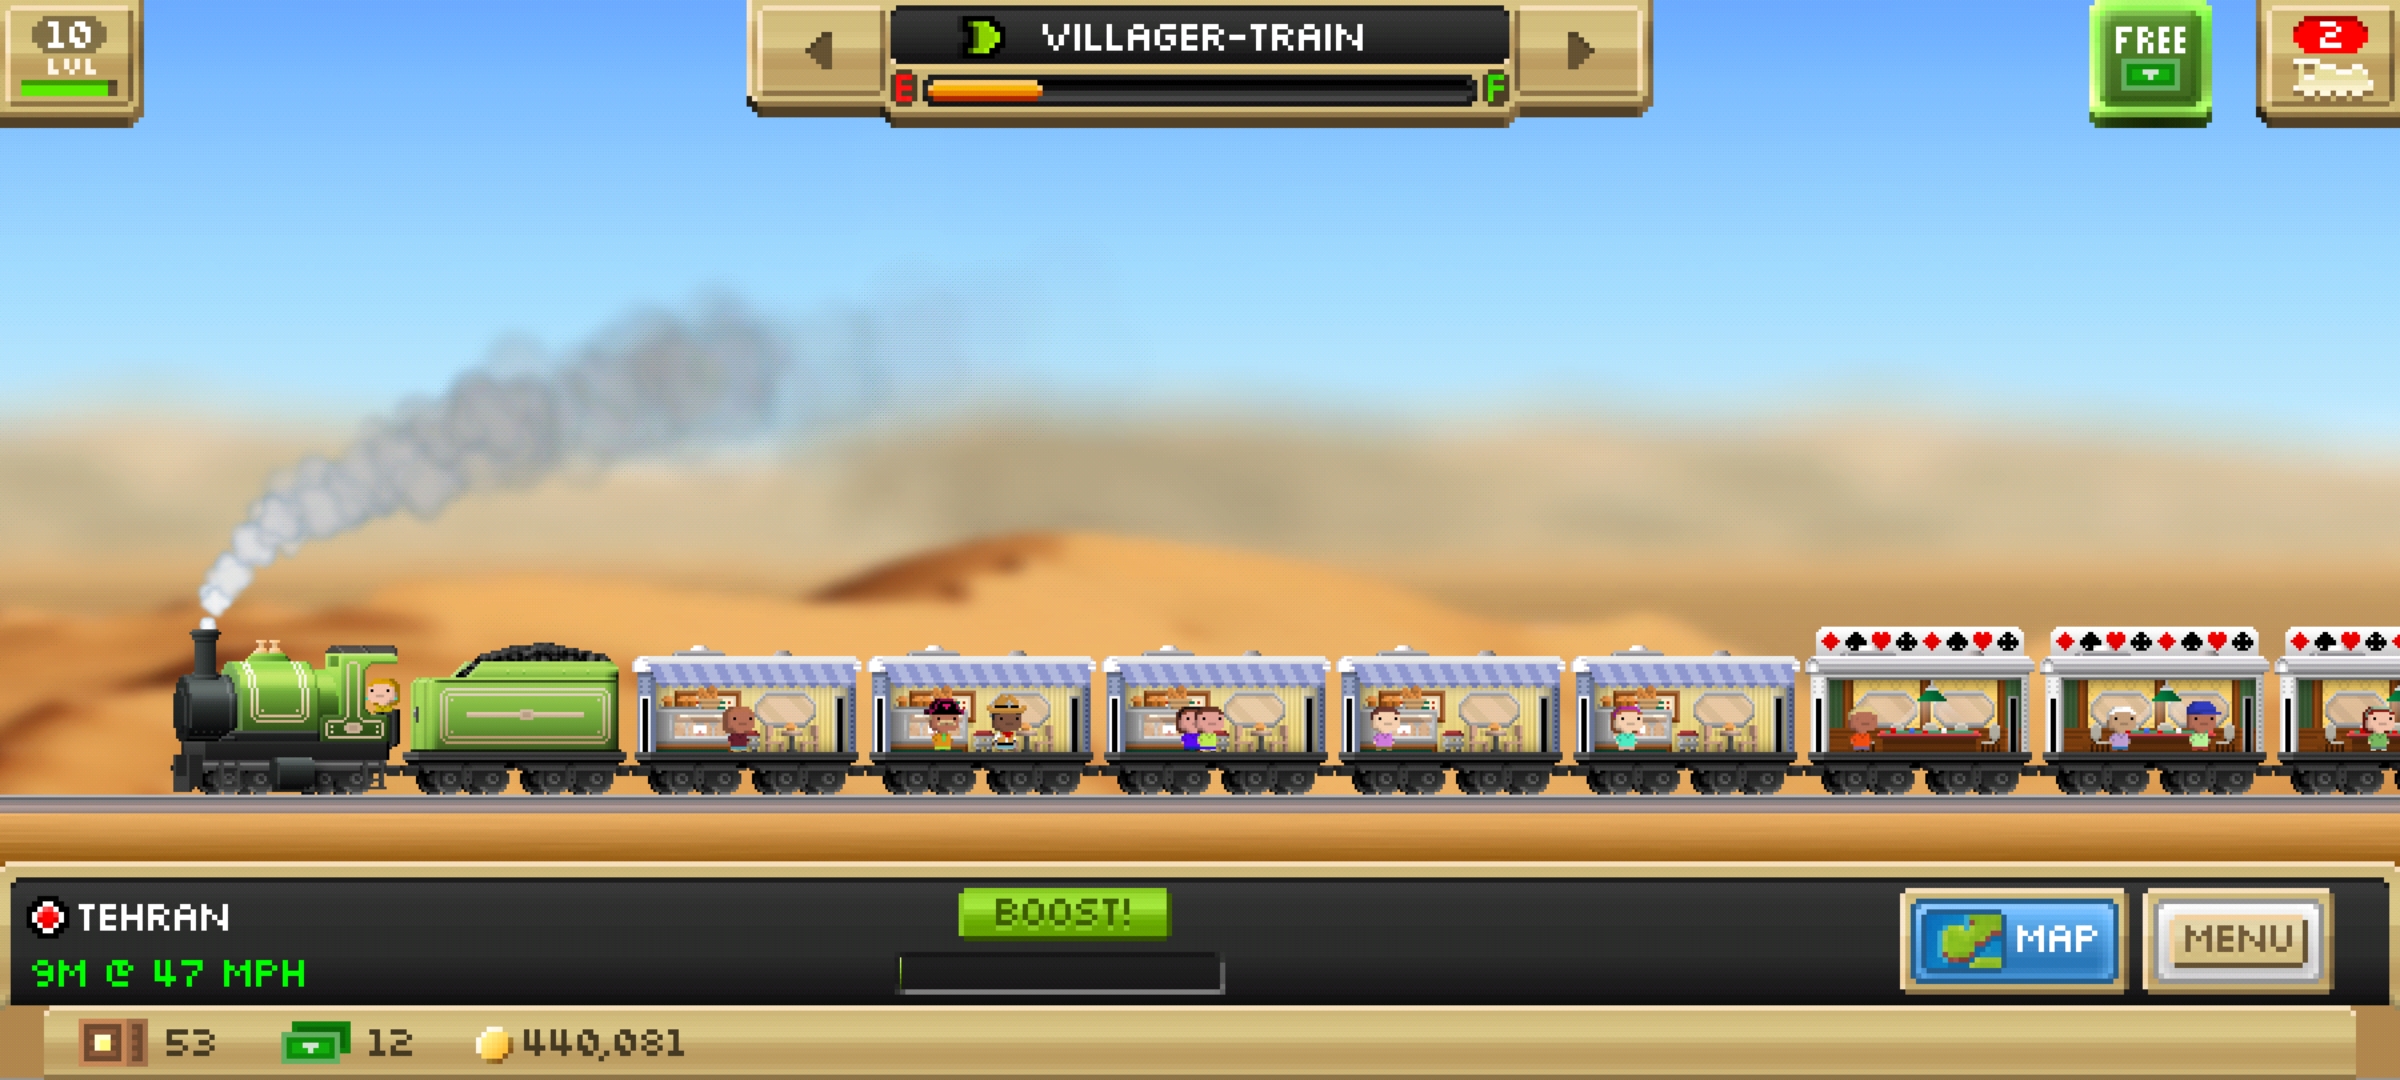 10
LVL
VILLAGER-TRAIN
E F
FREE
2
TEHRAN
9M @ 47 MPH
BOOST!
MAP
MENU
53
12
440,081